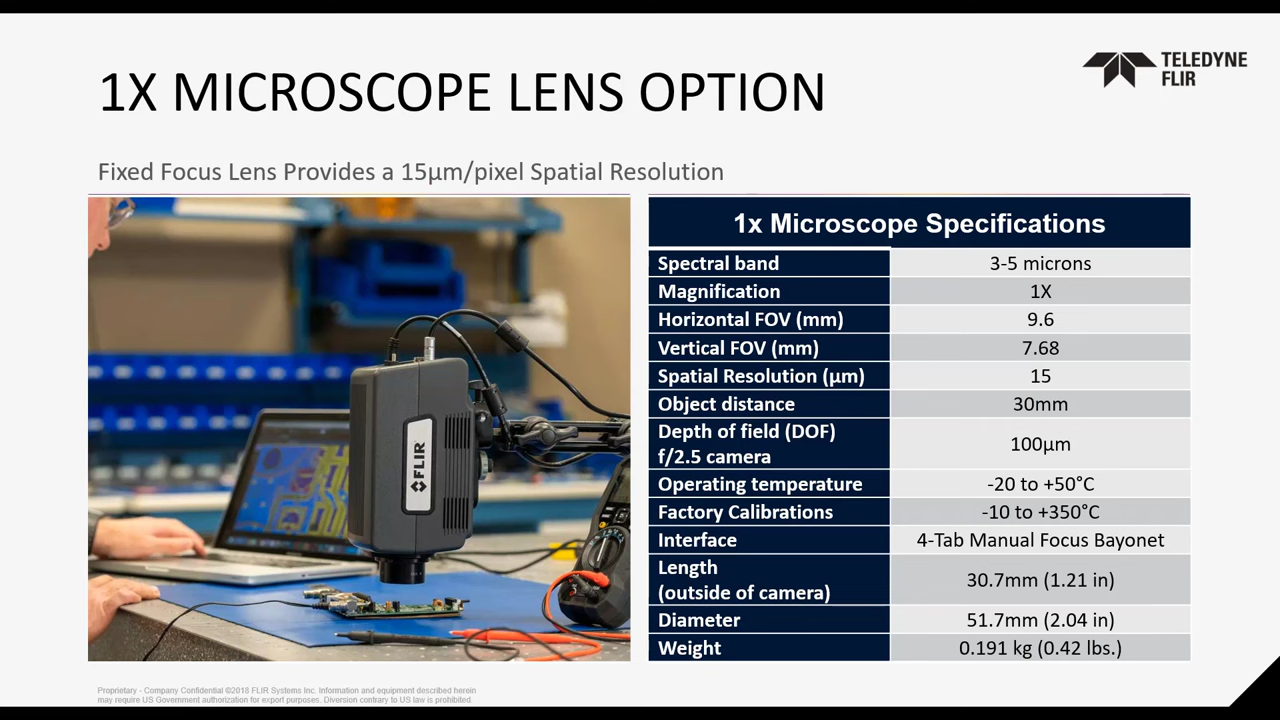 1X MICROSCOPE LENS OPTION
TELEDYNE
FLIR
Fixed Focus Lens Provides a 15µm/pixel Spatial Resolution
FLIR
1x Microscope Specifications
Spectral band 3-5 microns
Magnification 1X
Horizontal FOV (mm) 9.6
Vertical FOV (mm) 7.68
Spatial Resolution (µm) 15
Object distance 30mm
Depth of field (DOF)
f/2.5 camera 100µm
Operating temperature -20 to +50°C
Factory Calibrations -10 to +350°C
Interface 4-Tab Manual Focus Bayonet
Length
(outside of camera) 30.7mm (1.21 in)
Diameter 51.7mm (2.04 in)
Weight 0.191 kg (0.42 lbs.)
Proprietary - Company Confidential ©2018 FLIR Systems Inc. Information and equipment described herein
may require US Government authorization for export purposes. Diversion contrary to US law is prohibited.